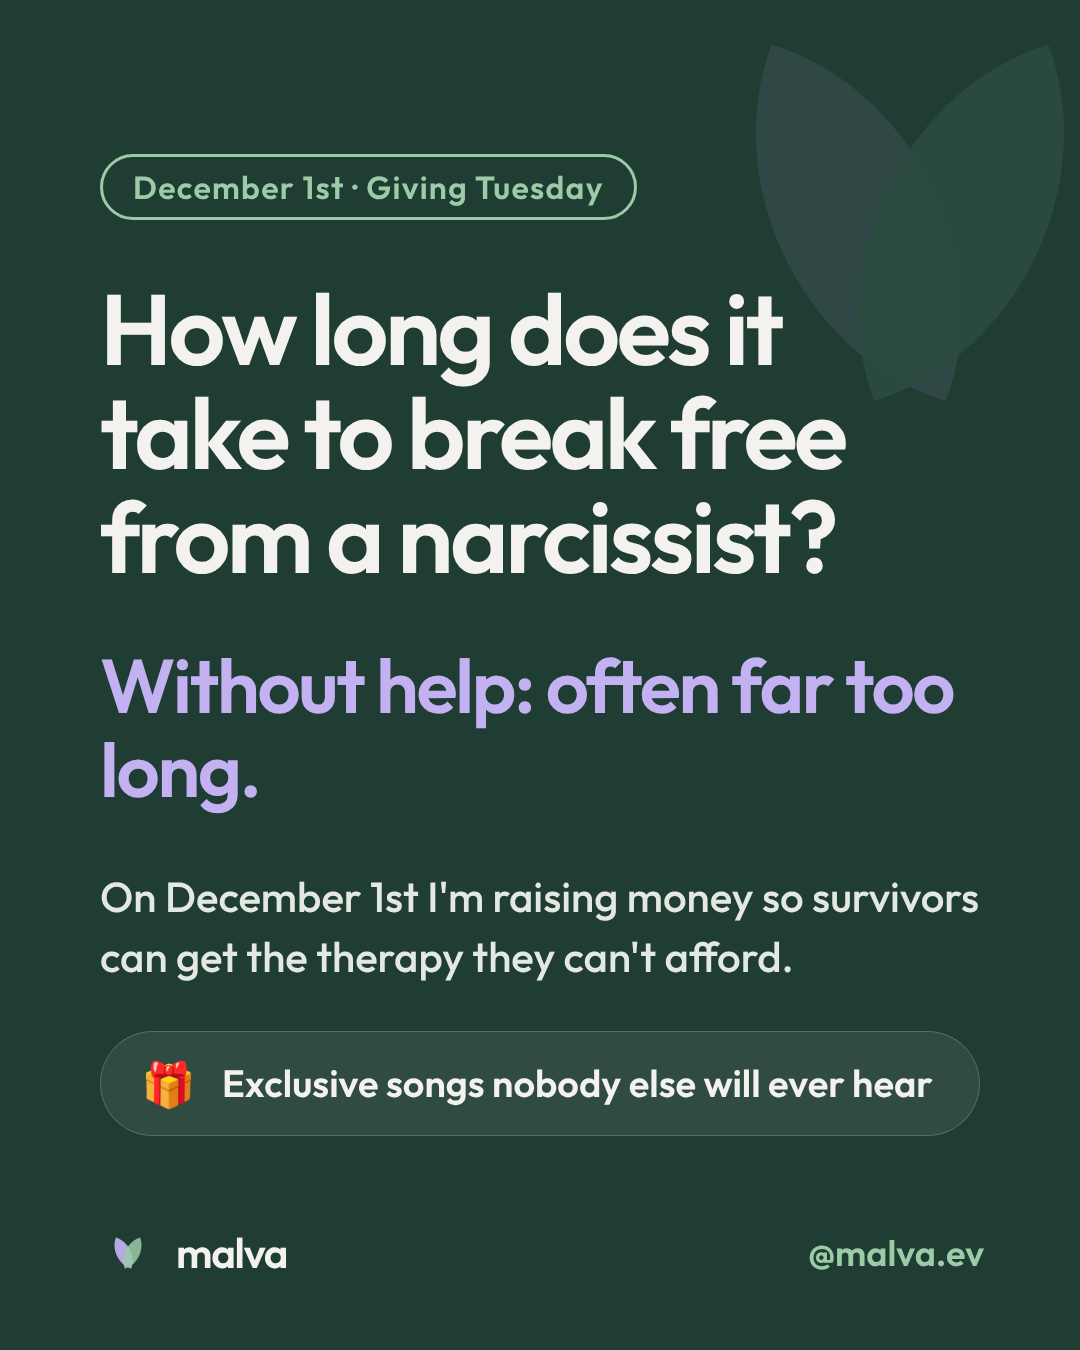 December 1st · Giving Tuesday
How long does it
take to break free
from a narcissist?
Without help: often far too
long.
On December 1st I'm raising money so survivors
can get the therapy they can't afford.
🎁 Exclusive songs nobody else will ever hear
malva
@malva.ev